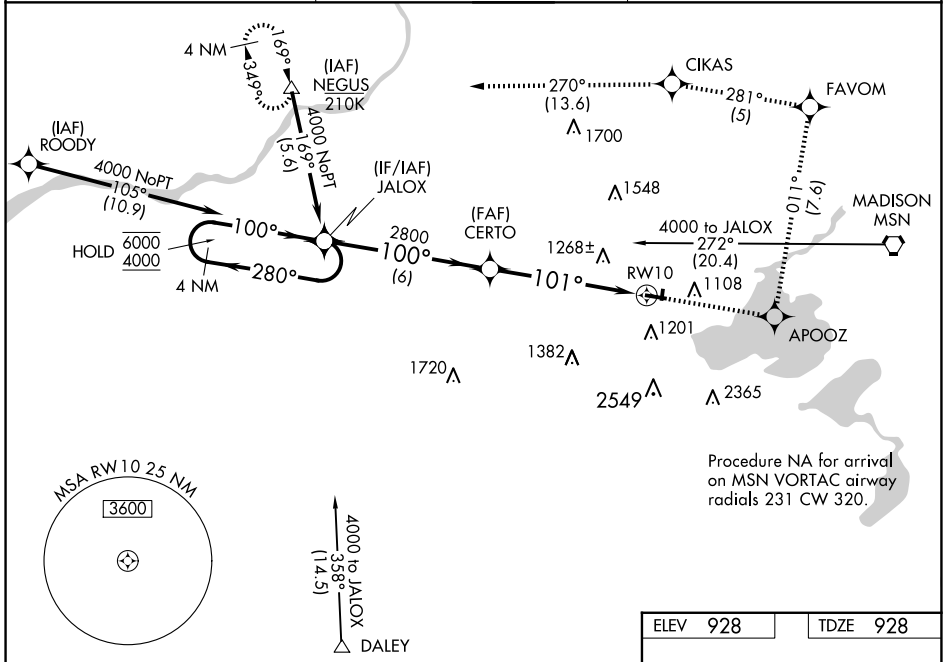 4 NM
169°
349°
(IAF)
NEGUS
210K
4000 NoPT
169°
(5.6)
(IAF)
ROODY
4000 NoPT
105°
(10.9)
(IF/IAF)
JALOX
HOLD
6000
4000
4 NM
100°
280°
2800
100°
(6)
(FAF)
CERTO
101°
CIKAS
270°
(13.6)
281°
(5)
FAVOM
011°
(7.6)
1700
1548
MADISON
MSN
4000 to JALOX
272°
(20.4)
1268±
RW10
1108
APOOZ
1201
1382
1720
2549
2365
Procedure NA for arrival
on MSN VORTAC airway
radials 231 CW 320.
MSA RW10 25 NM
3600
4000 to JALOX
358°
(14.5)
DALEY
ELEV 928
TDZE 928